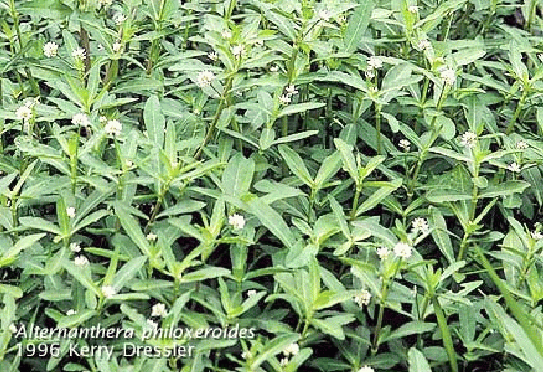 Alternanthera philoxeroides
1996 Kerry Dressler